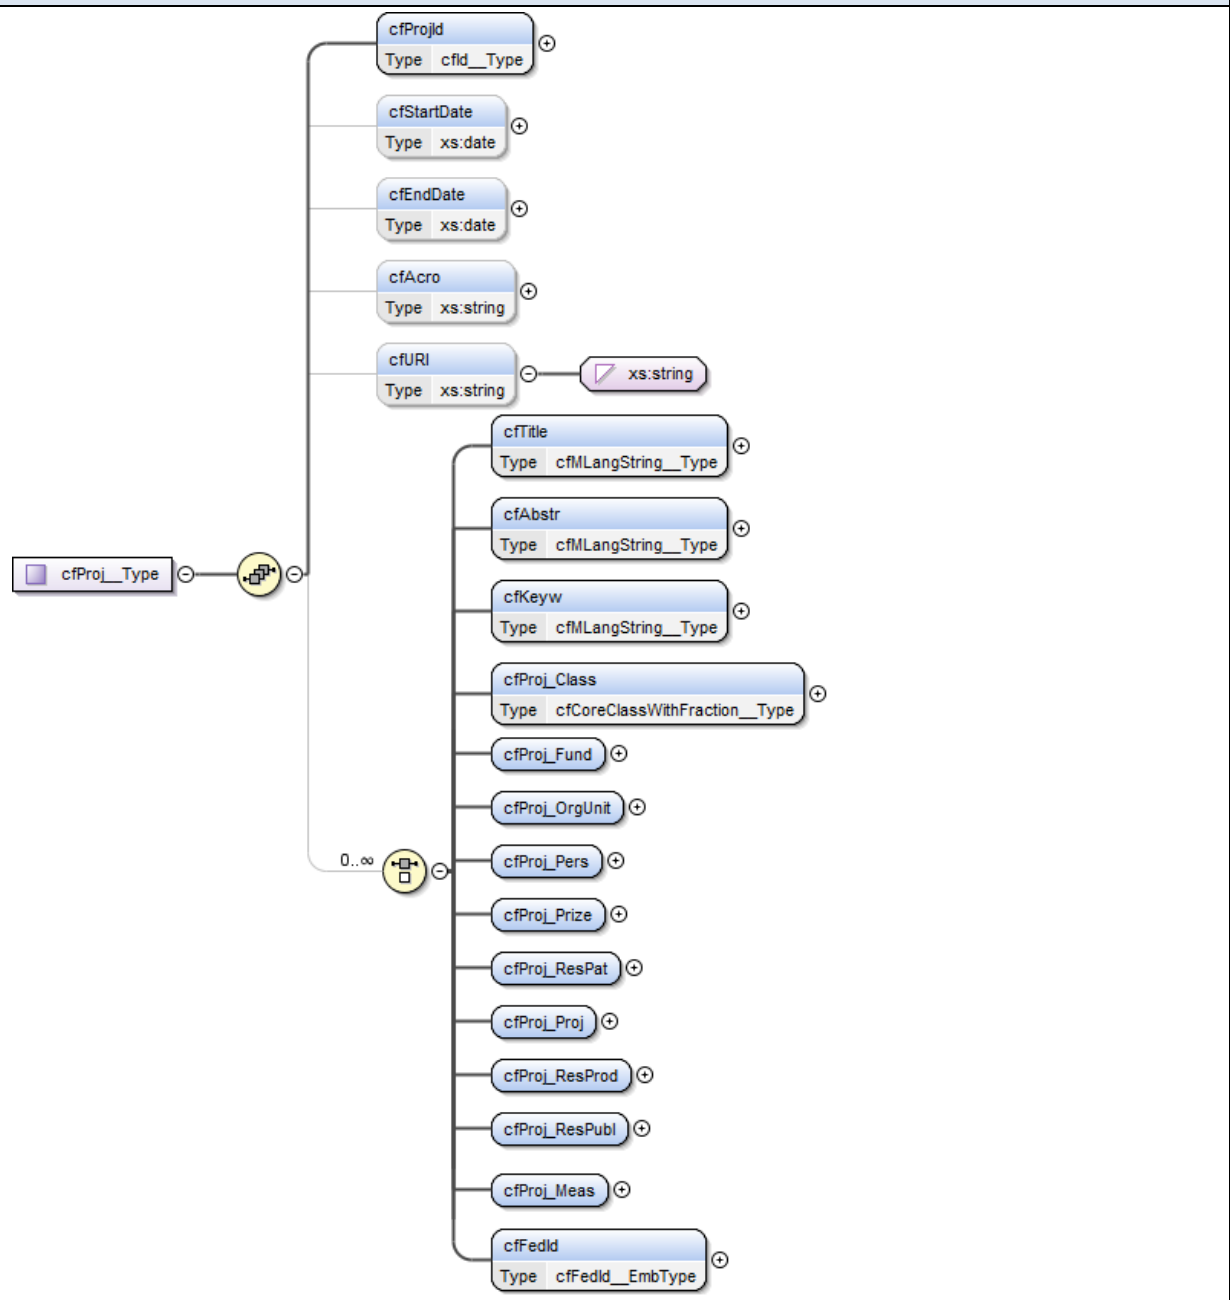 cfProjId
Type cfId__Type
cfStartDate
Type xs:date
cfEndDate
Type xs:date
cfAcro
Type xs:string
cfURI
Type xs:string
xs:string
cfTitle
Type cfMLangString__Type
cfAbstr
Type cfMLangString__Type
cfProj__Type
cfKeyw
Type cfMLangString__Type
cfProj_Class
Type cfCoreClassWithFraction__Type
cfProj_Fund
cfProj_OrgUnit
0..∞
cfProj_Pers
cfProj_Prize
cfProj_ResPat
cfProj_Proj
cfProj_ResProd
cfProj_ResPubl
cfProj_Meas
cfFedId
Type cfFedId__EmbType